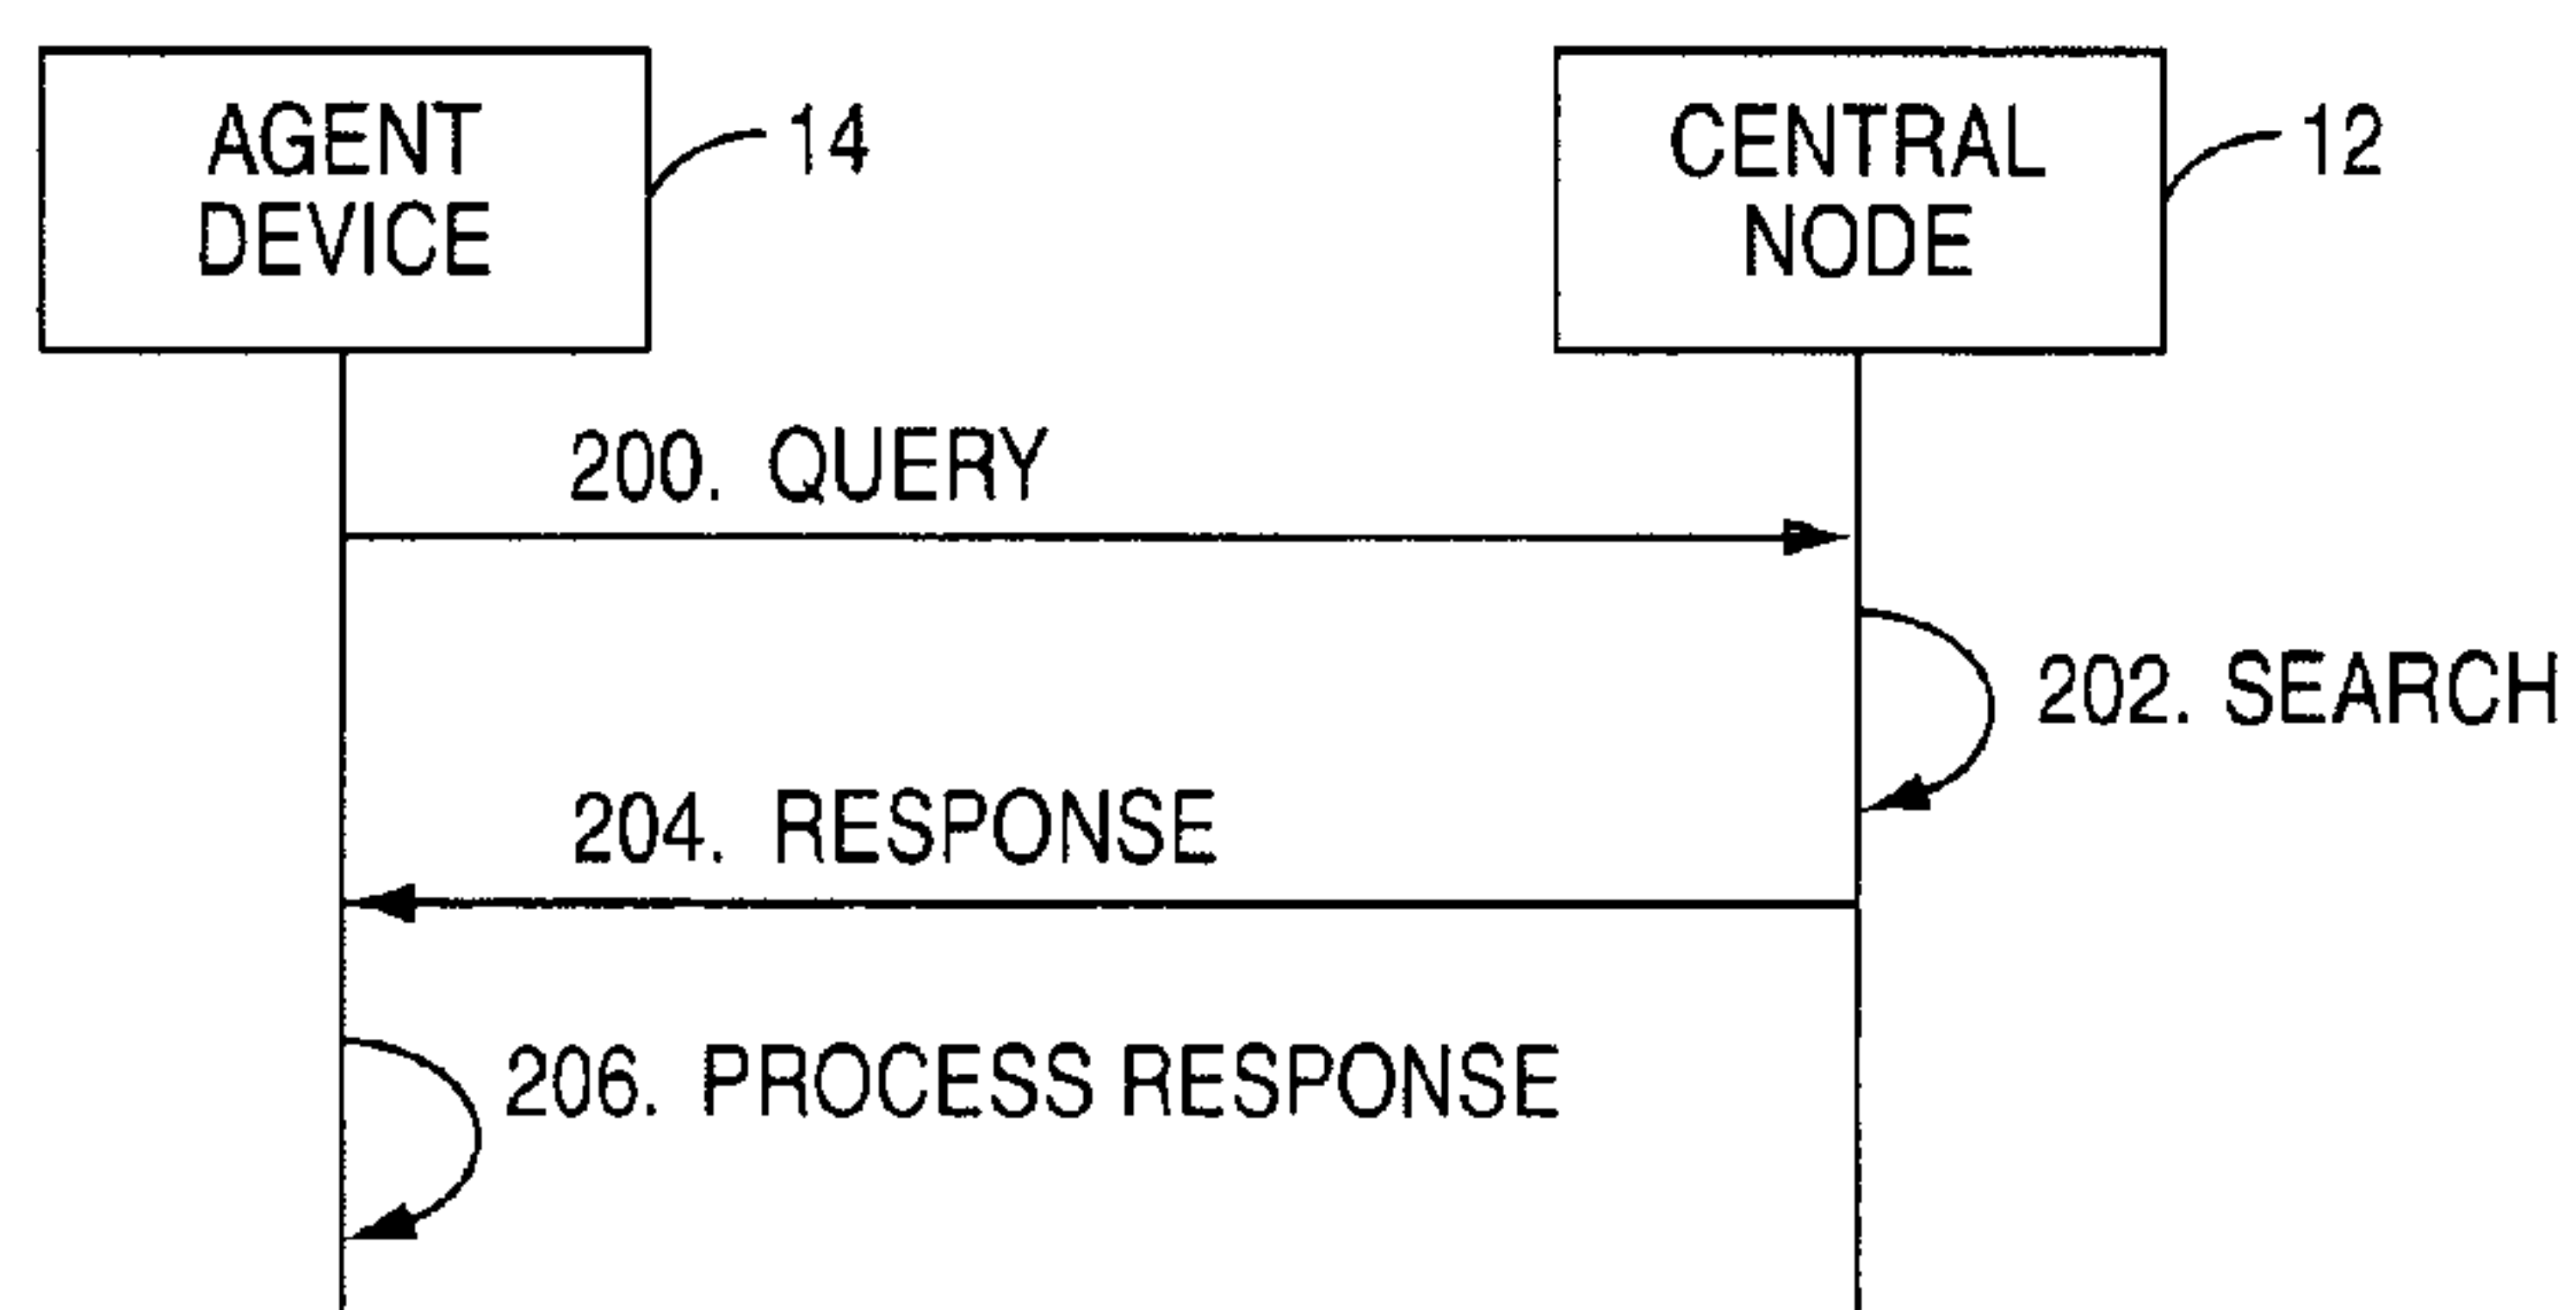 AGENT
DEVICE
14
CENTRAL
NODE
12
200. QUERY
202. SEARCH
204. RESPONSE
206. PROCESS RESPONSE